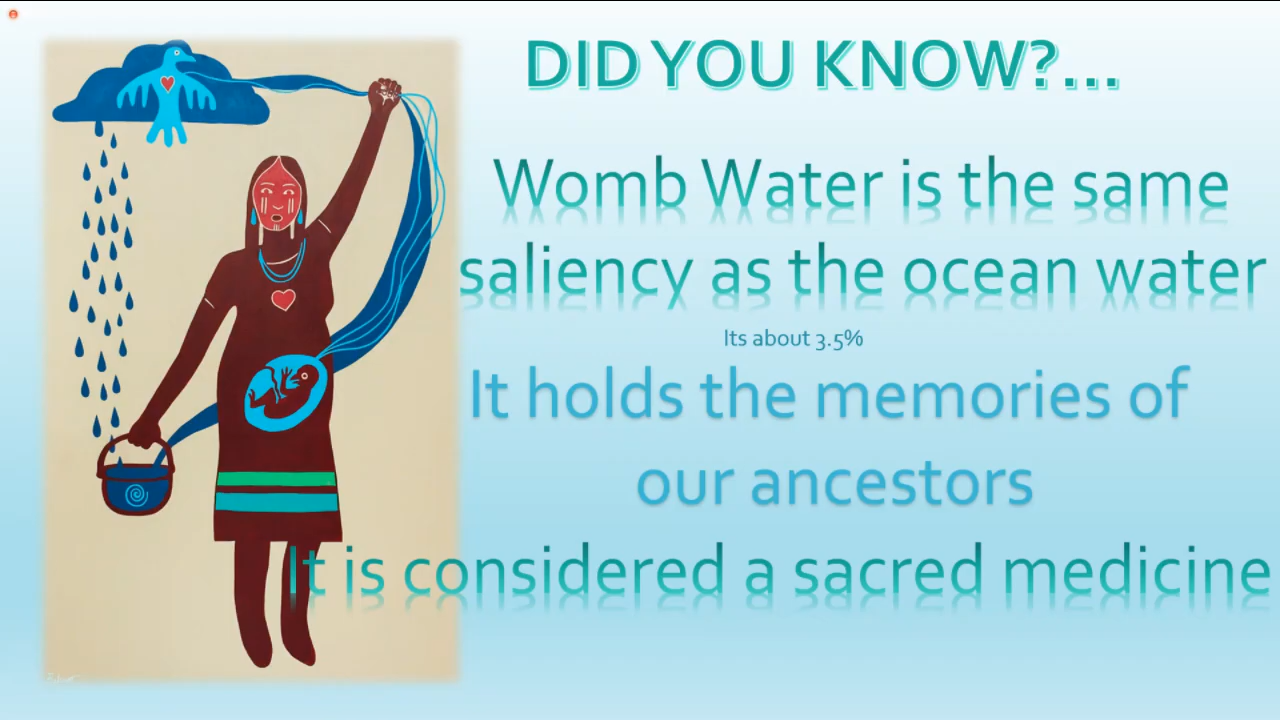 DID YOU KNOW?...
Womb Water is the same
saliency as the ocean water
Its about 3.5%
It holds the memories of
our ancestors
It is considered a sacred medicine